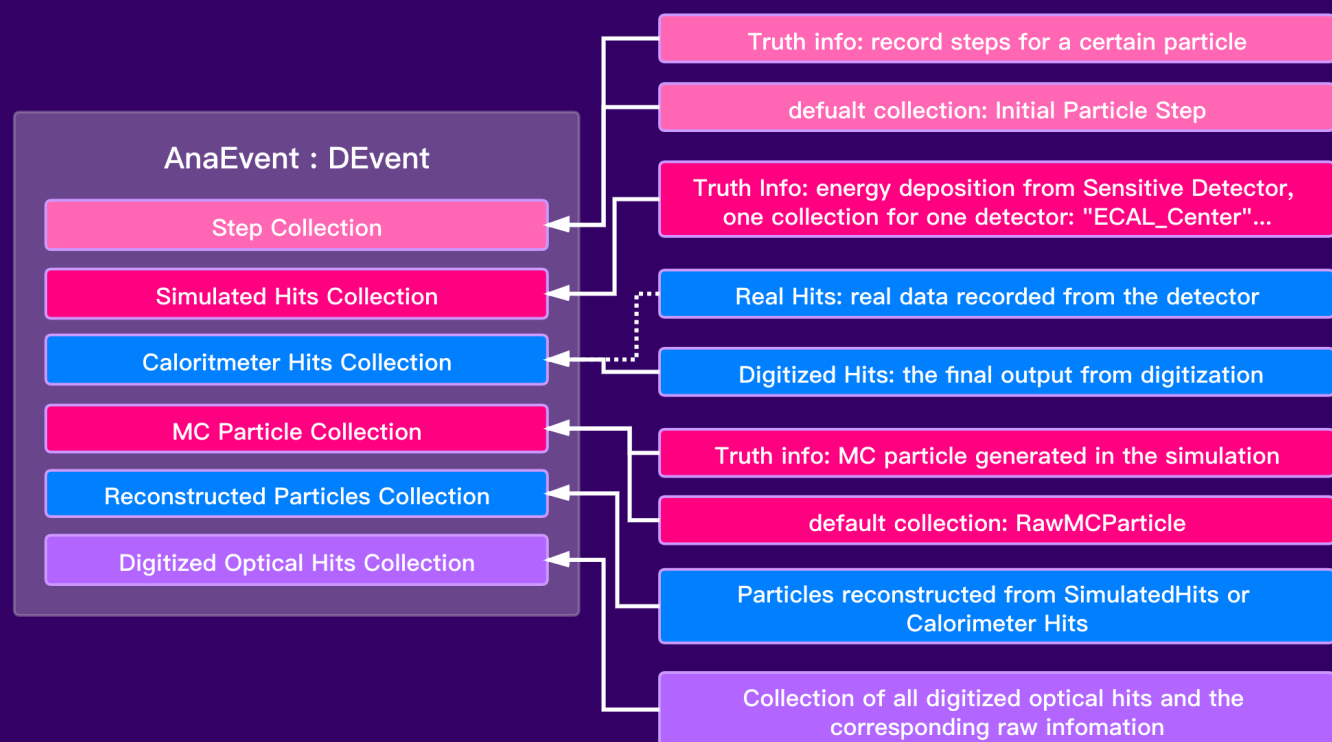 AnaEvent : DEvent
Step Collection
Simulated Hits Collection
Caloritmeter Hits Collection
MC Particle Collection
Reconstructed Particles Collection
Digitized Optical Hits Collection
Truth info: record steps for a certain particle
defualt collection: Initial Particle Step
Truth Info: energy deposition from Sensitive Detector,
one collection for one detector: "ECAL_Center"...
Real Hits: real data recorded from the detector
Digitized Hits: the final output from digitization
Truth info: MC particle generated in the simulation
default collection: RawMCParticle
Particles reconstructed from SimulatedHits or
Calorimeter Hits
Collection of all digitized optical hits and the
corresponding raw infomation